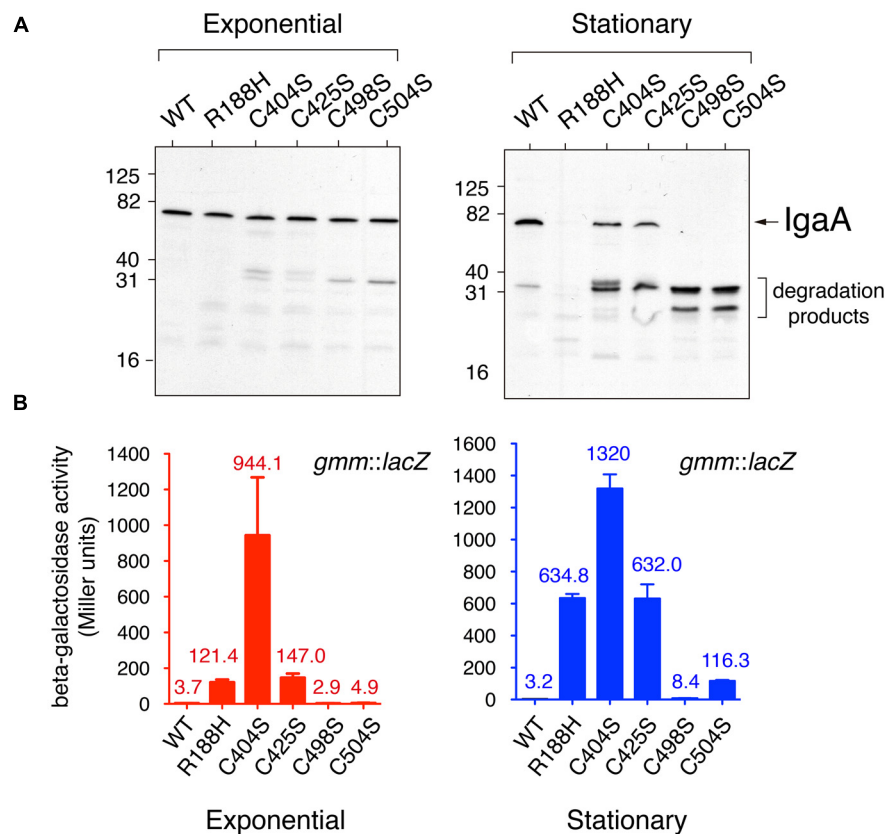 A
Exponential
Stationary
WT R188H C404S C425S C498S C504S
WT R188H C404S C425S C498S C504S
125
82
40
31
16
125
82
40
31
16
IgaA
degradation
products
B
beta-galactosidase activity
(Miller units)
1400
1200
1000
800
600
400
200
0
gmm::lacZ
3.7
121.4
944.1
147.0
2.9
4.9
WT R188H C404S C425S C498S C504S
Exponential
1600
1400
1200
1000
800
600
400
200
0
gmm::lacZ
3.2
634.8
1320
632.0
8.4
116.3
WT R188H C404S C425S C498S C504S
Stationary